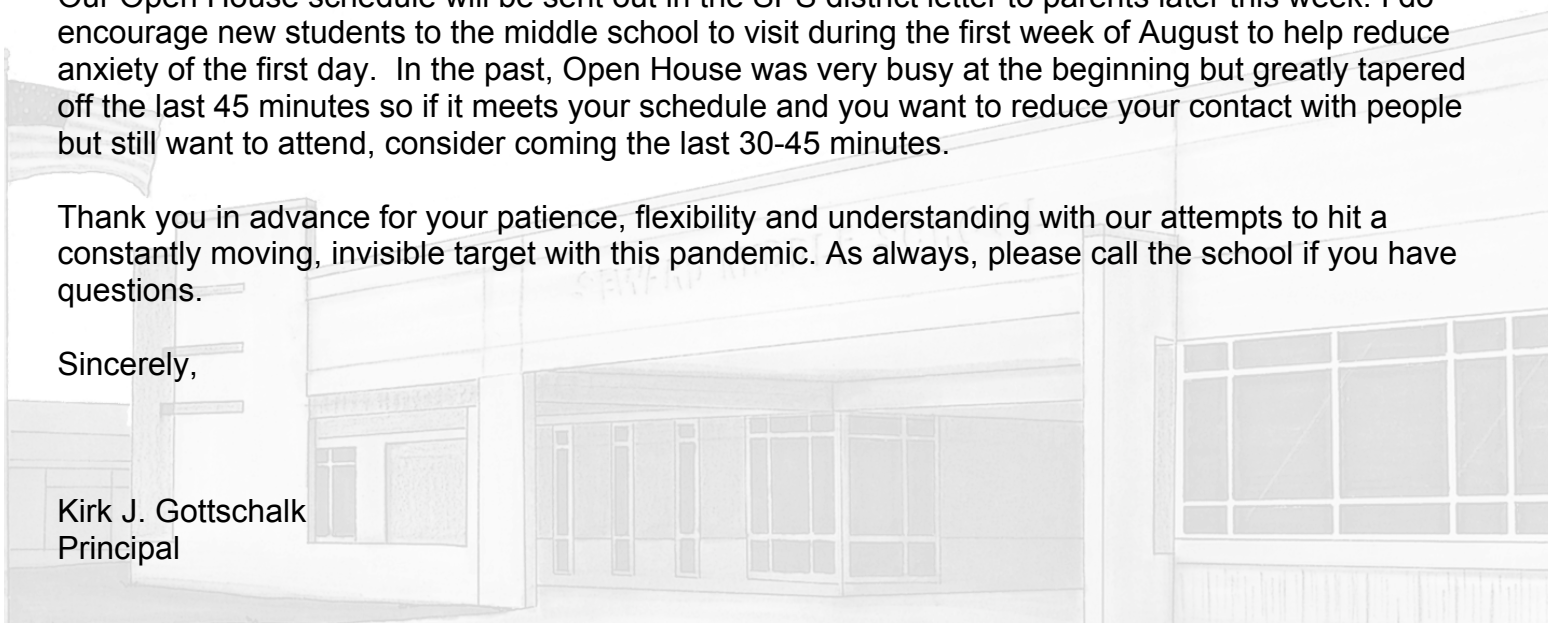 Our Open House schedule will be sent out in the SPS district letter to parents later this week. I do
encourage new students to the middle school to visit during the first week of August to help reduce
anxiety of the first day.  In the past, Open House was very busy at the beginning but greatly tapered
off the last 45 minutes so if it meets your schedule and you want to reduce your contact with people
but still want to attend, consider coming the last 30-45 minutes.
Thank you in advance for your patience, flexibility and understanding with our attempts to hit a
constantly moving, invisible target with this pandemic. As always, please call the school if you have
questions.
SEWARD MIDDLE SCHOOL
Sincerely,
Kirk J. Gottschalk
Principal